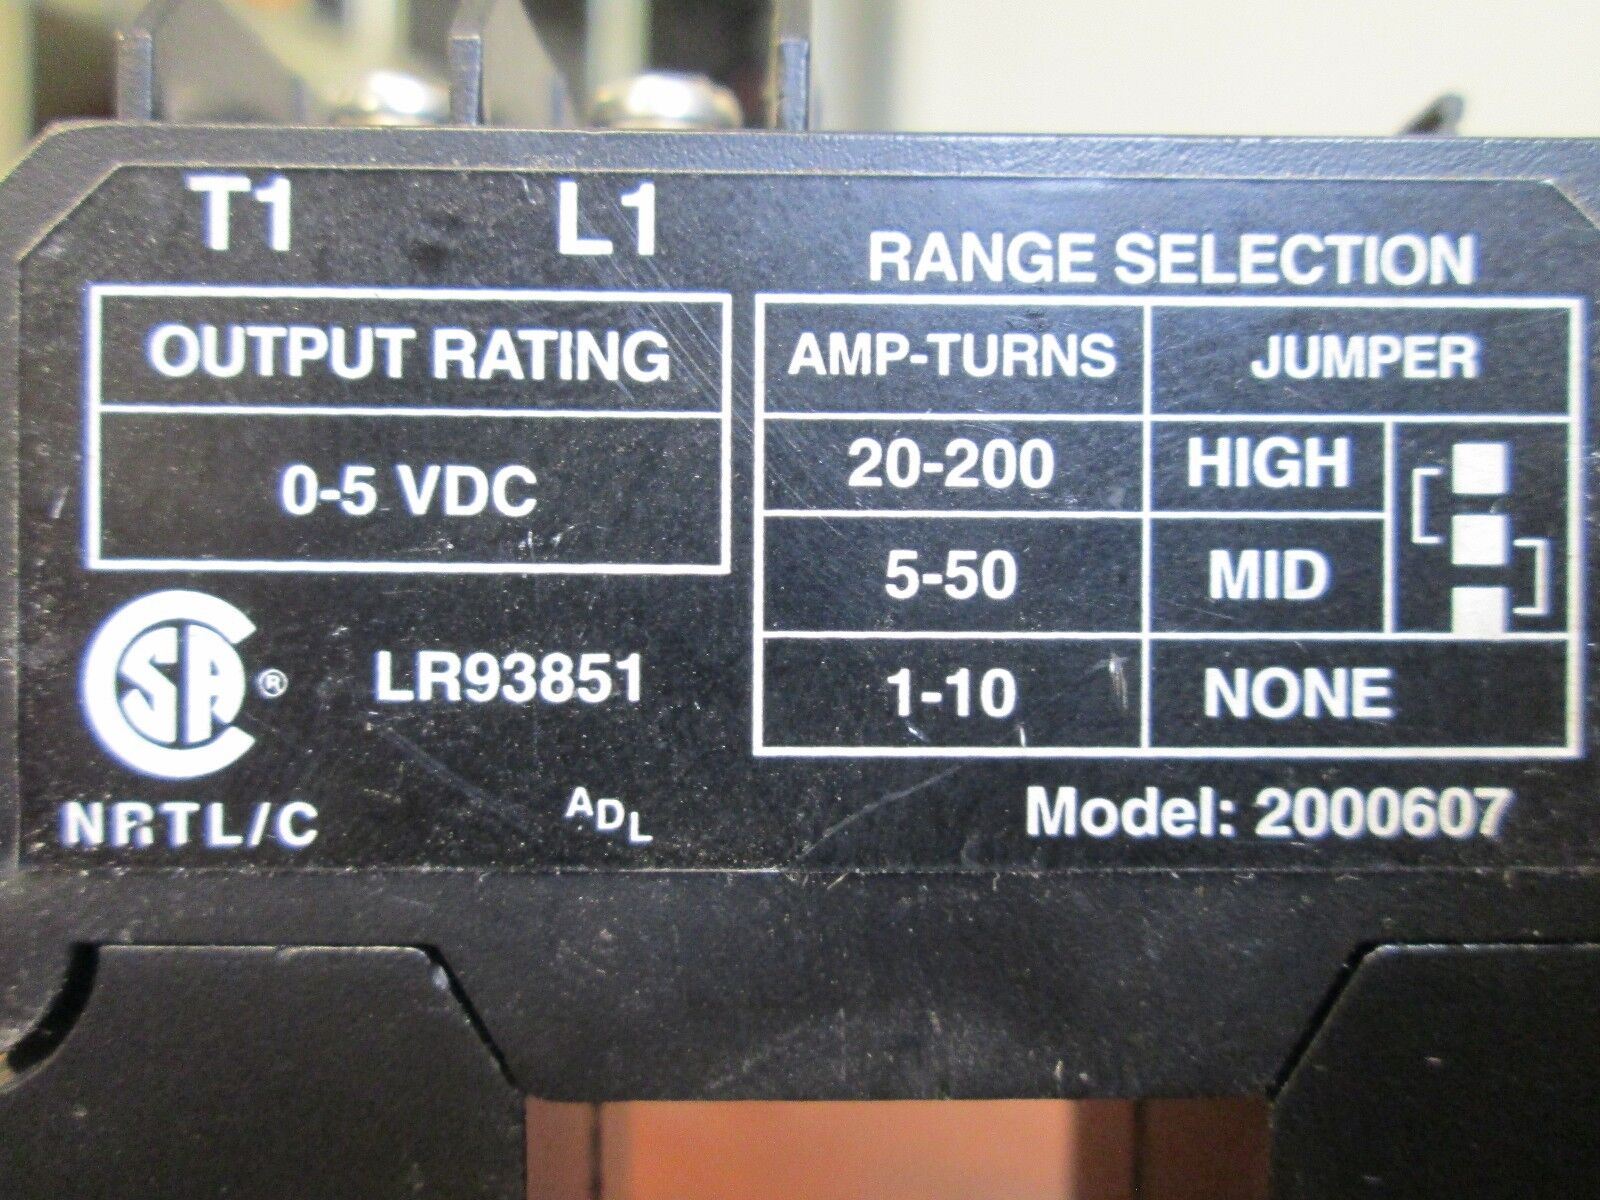 T1 L1
RANGE SELECTION
OUTPUT RATING
0-5 VDC
AMP-TURNS JUMPER
20-200 HIGH
5-50 MID
1-10 NONE
CSA ® LR93851
NRTL/C
ADL
Model: 2000607